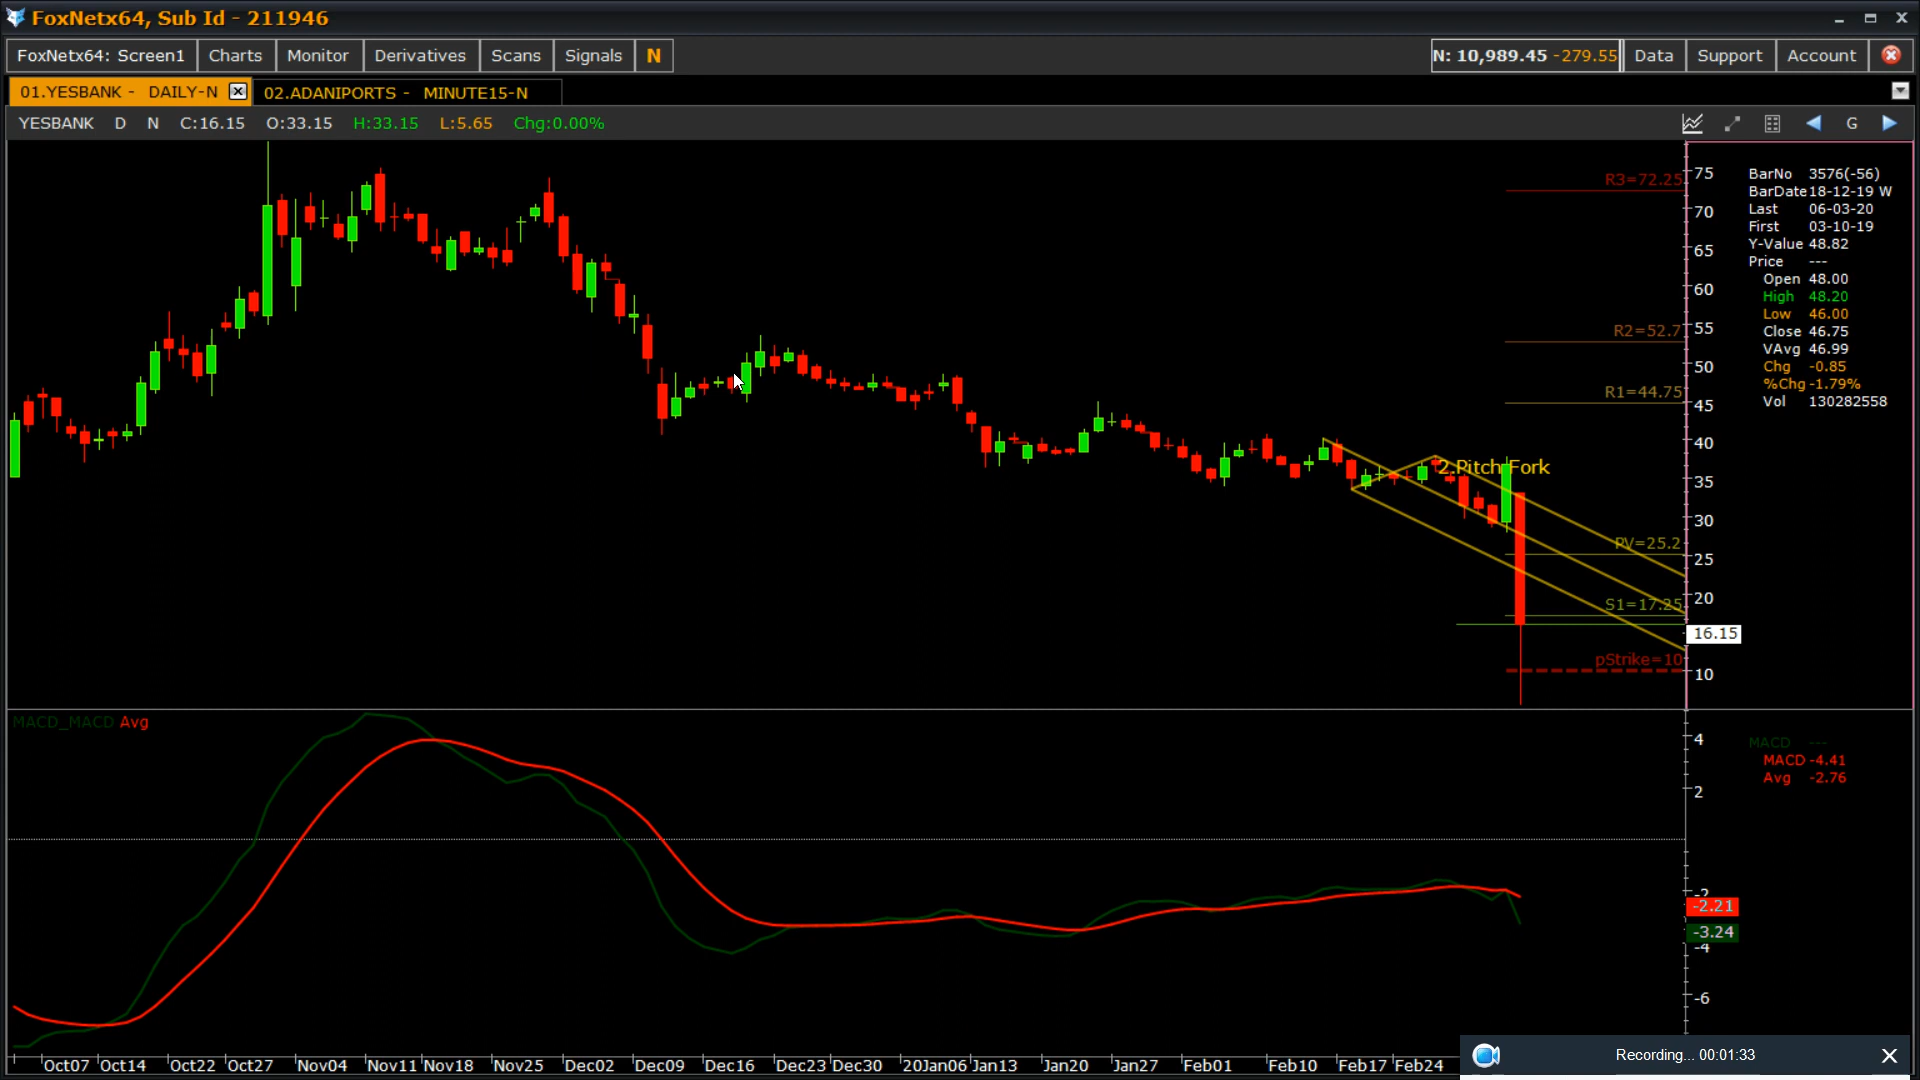 FoxNetx64, Sub Id - 211946
FoxNetx64: Screen1 Charts Monitor Derivatives Scans Signals N N: 10,989.45 -279.55 Data Support Account
01.YESBANK - DAILY-N 02.ADANIPORTS - MINUTE15-N
YESBANK D N C:16.15 O:33.15 H:33.15 L:5.65 Chg:0.00% G
R3=72.25
R2=52.7
R1=44.75
2.Pitch Fork
PV=25.2
S1=17.25
pStrike=10
75
70
65
60
55
50
45
40
35
30
25
20
16.15
10
BarNo 3576(-56)
BarDate 18-12-19 W
Last 06-03-20
First 03-10-19
Y-Value 48.82
Price ---
Open 48.00
High 48.20
Low 46.00
Close 46.75
VAvg 46.99
Chg -0.85
%Chg -1.79%
Vol 130282558
MACD_MACD Avg
4
2
-2
-2.21
-3.24
-4
-6
MACD ---
MACD -4.41
Avg -2.76
Oct07 Oct14 Oct22 Oct27 Nov04 Nov11 Nov18 Nov25 Dec02 Dec09 Dec16 Dec23 Dec30 20Jan06 Jan13 Jan20 Jan27 Feb01 Feb10 Feb17 Feb24
Recording... 00:01:33